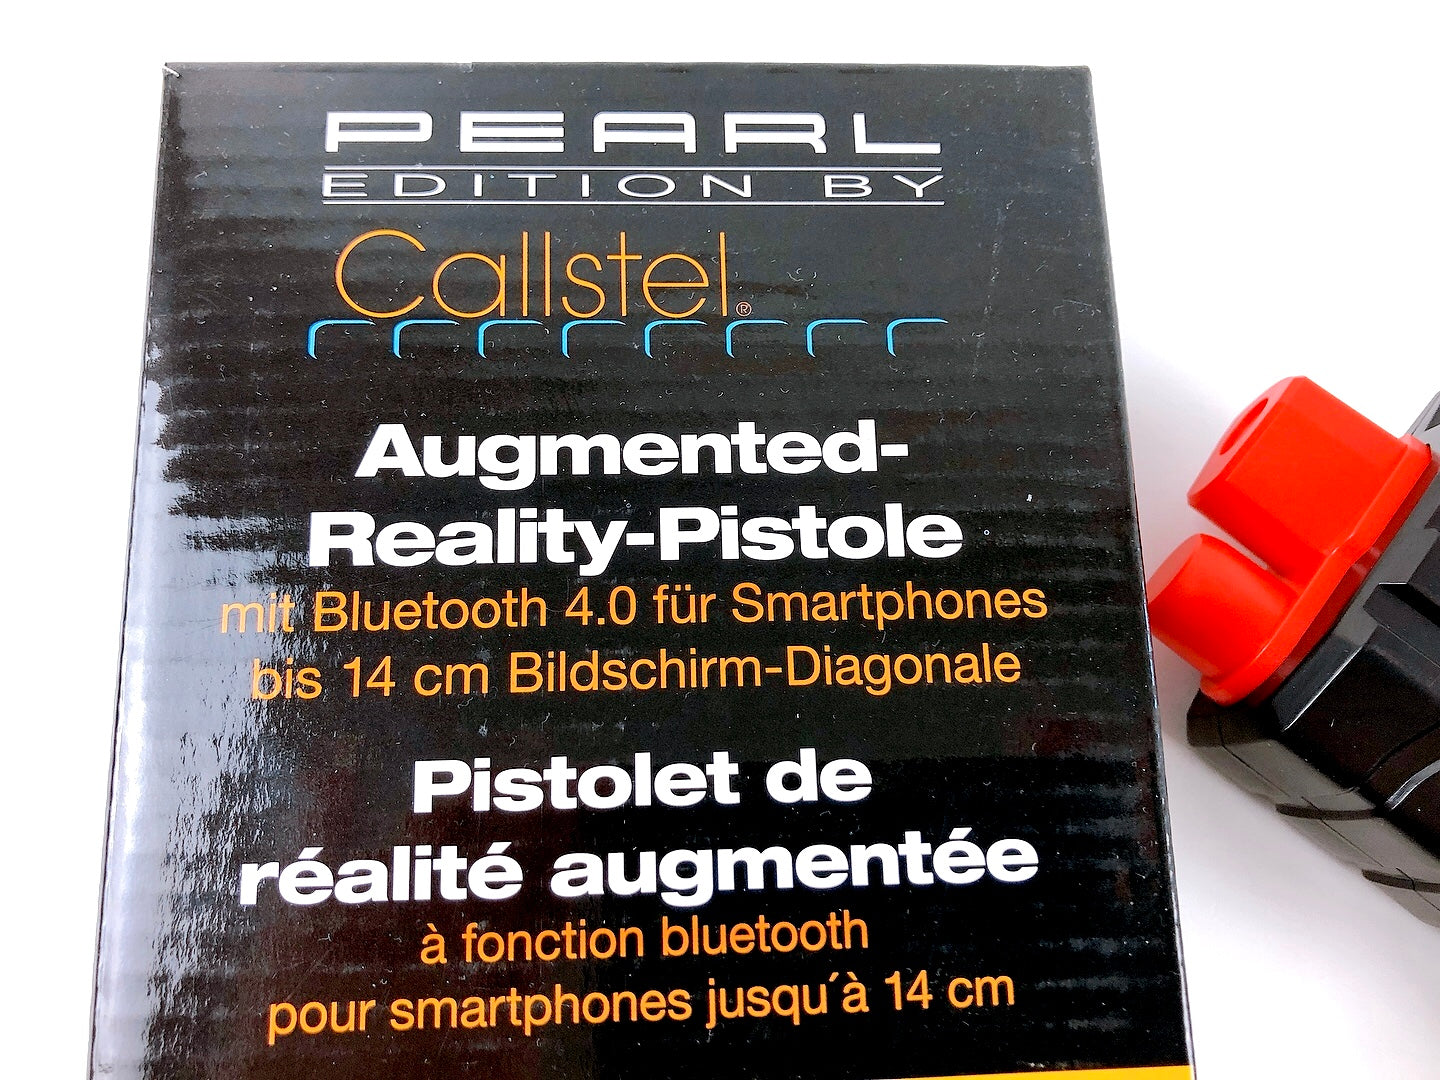 PEARL
EDITION BY
Callstel®
Augmented-
Reality-Pistole
mit Bluetooth 4.0 für Smartphones
bis 14 cm Bildschirm-Diagonale
Pistolet de
réalité augmentée
à fonction bluetooth
pour smartphones jusqu´à 14 cm